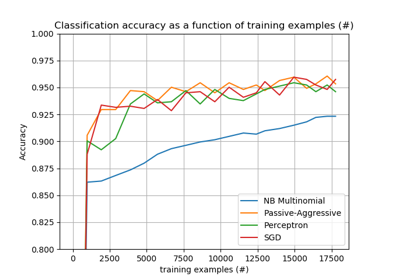 Classification accuracy as a function of training examples (#)
1.000
0.975
0.950
0.925
0.900
0.875
0.850
0.825
0.800
Accuracy
NB Multinomial
Passive-Aggressive
Perceptron
SGD
0 2500 5000 7500 10000 12500 15000 17500
training examples (#)